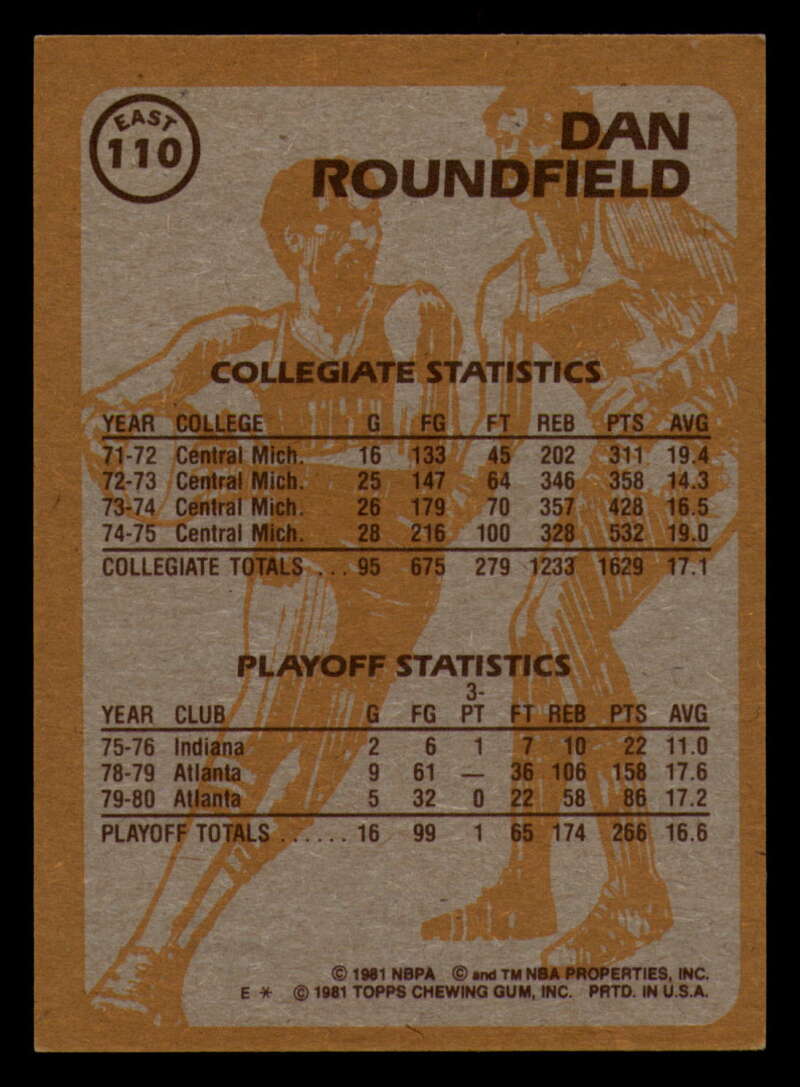 EAST
110
DAN
ROUNDFIELD
COLLEGIATE STATISTICS
YEAR COLLEGE G FG FT REB PTS AVG
71-72 Central Mich. 16 133 45 202 311 19.4
72-73 Central Mich. 25 147 64 346 358 14.3
73-74 Central Mich. 26 179 70 357 428 16.5
74-75 Central Mich. 28 216 100 328 532 19.0
COLLEGIATE TOTALS ... 95 675 279 1233 1629 17.1
PLAYOFF STATISTICS
YEAR CLUB G FG 3-PT FT REB PTS AVG
75-76 Indiana 2 6 1 7 10 22 11.0
78-79 Atlanta 9 61 — 36 106 158 17.6
79-80 Atlanta 5 32 0 22 58 86 17.2
PLAYOFF TOTALS ...... 16 99 1 65 174 266 16.6
© 1981 NBPA © and TM NBA PROPERTIES, INC.
E * © 1981 TOPPS CHEWING GUM, INC. PRTD. IN U.S.A.